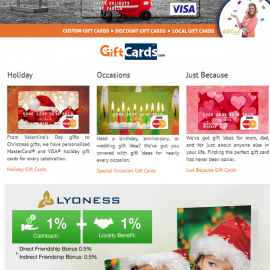 HAPPY HOLIDAYS
VISA
CUSTOM GIFT CARDS • DISCOUNT GIFT CARDS • LOCAL GIFT CARDS
GiftCards.com
Holiday
From Valentine's Day gifts to
Christmas gifts, we have personalized
MasterCard® and VISA® holiday gift
cards for every celebration.
Holiday Gift Cards
Occasions
Need a birthday, anniversary, or
wedding gift idea? We've got you
covered with gift ideas for nearly
every occasion.
Special Occasion Gift Cards
Just Because
We've got gift ideas for mom, dad,
and for just about anyone else in
your life. Finding the perfect gift card
has never been easier.
Just Because Gift Cards
LYONESS
1% + 1%
Cashback:
Loyalty Benefit:
Direct Friendship Bonus 0.5%
* Indirect Friendship Bonus: 0.5%